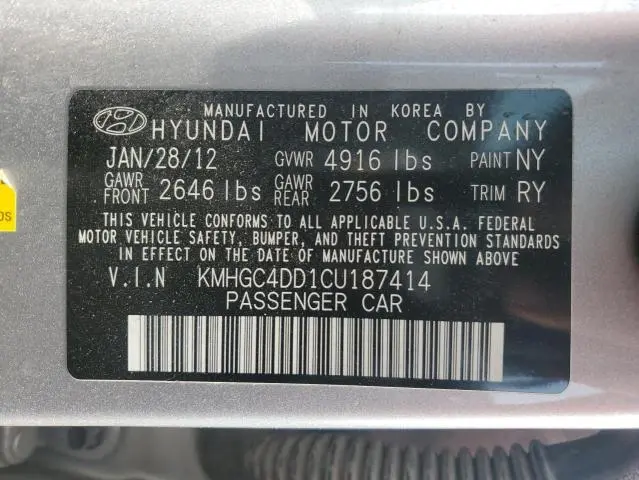 MANUFACTURED IN KOREA BY
HYUNDAI MOTOR COMPANY
JAN/28/12 GVWR 4916 lbs PAINT NY
GAWR FRONT 2646 lbs GAWR REAR 2756 lbs TRIM RY
THIS VEHICLE CONFORMS TO ALL APPLICABLE U.S.A. FEDERAL
MOTOR VEHICLE SAFETY, BUMPER, AND THEFT PREVENTION STANDARDS
IN EFFECT ON THE DATE OF MANUFACTURE SHOWN ABOVE.
V.I.N KMHGC4DD1CU187414
PASSENGER CAR